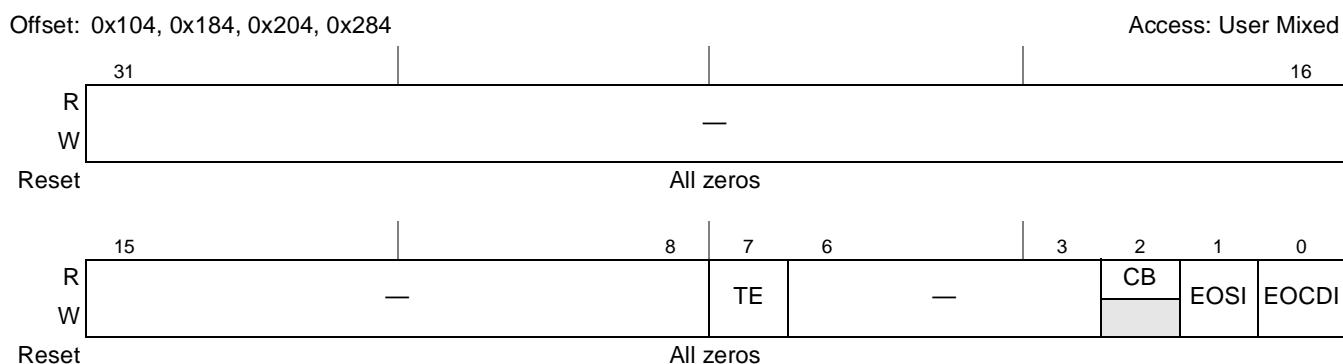 Offset: 0x104, 0x184, 0x204, 0x284 Access: User Mixed
31 16
R
W
—
Reset All zeros
15 8 7 6 3 2 1 0
R
W
— TE — CB EOSI EOCDI
Reset All zeros